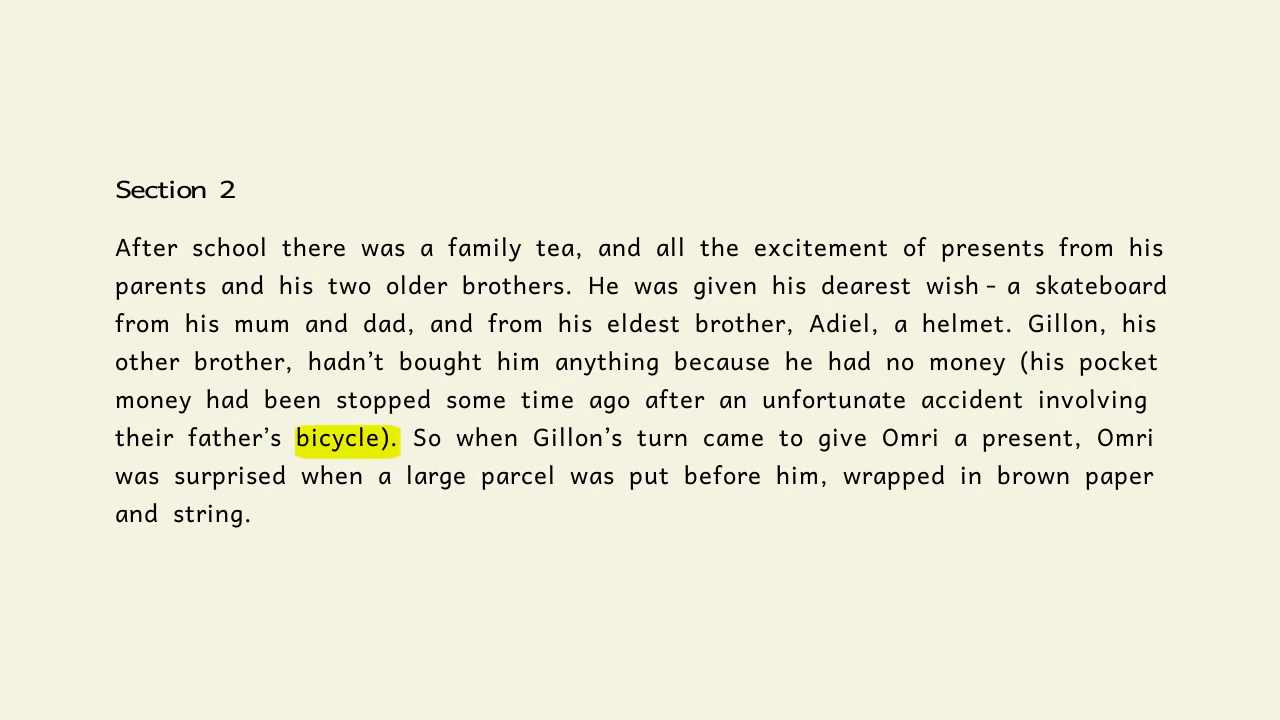 Section 2
After school there was a family tea, and all the excitement of presents from his
parents and his two older brothers. He was given his dearest wish - a skateboard
from his mum and dad, and from his eldest brother, Adiel, a helmet. Gillon, his
other brother, hadn’t bought him anything because he had no money (his pocket
money had been stopped some time ago after an unfortunate accident involving
their father’s bicycle). So when Gillon’s turn came to give Omri a present, Omri
was surprised when a large parcel was put before him, wrapped in brown paper
and string.